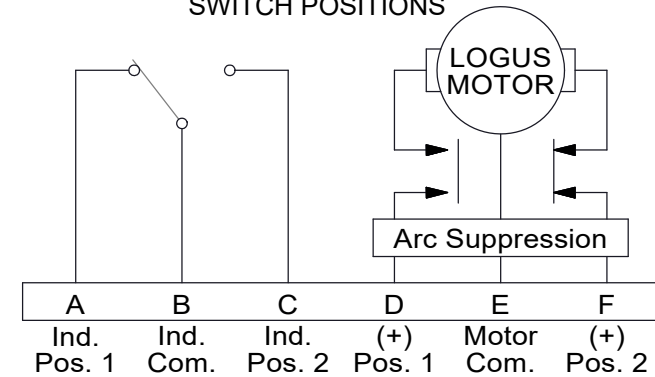 SWITCH POSITIONS
LOGUS
MOTOR
Arc Suppression
A B C D E F
Ind. Ind. Ind. (+) Motor (+)
Pos. 1 Com. Pos. 2 Pos. 1 Com. Pos. 2